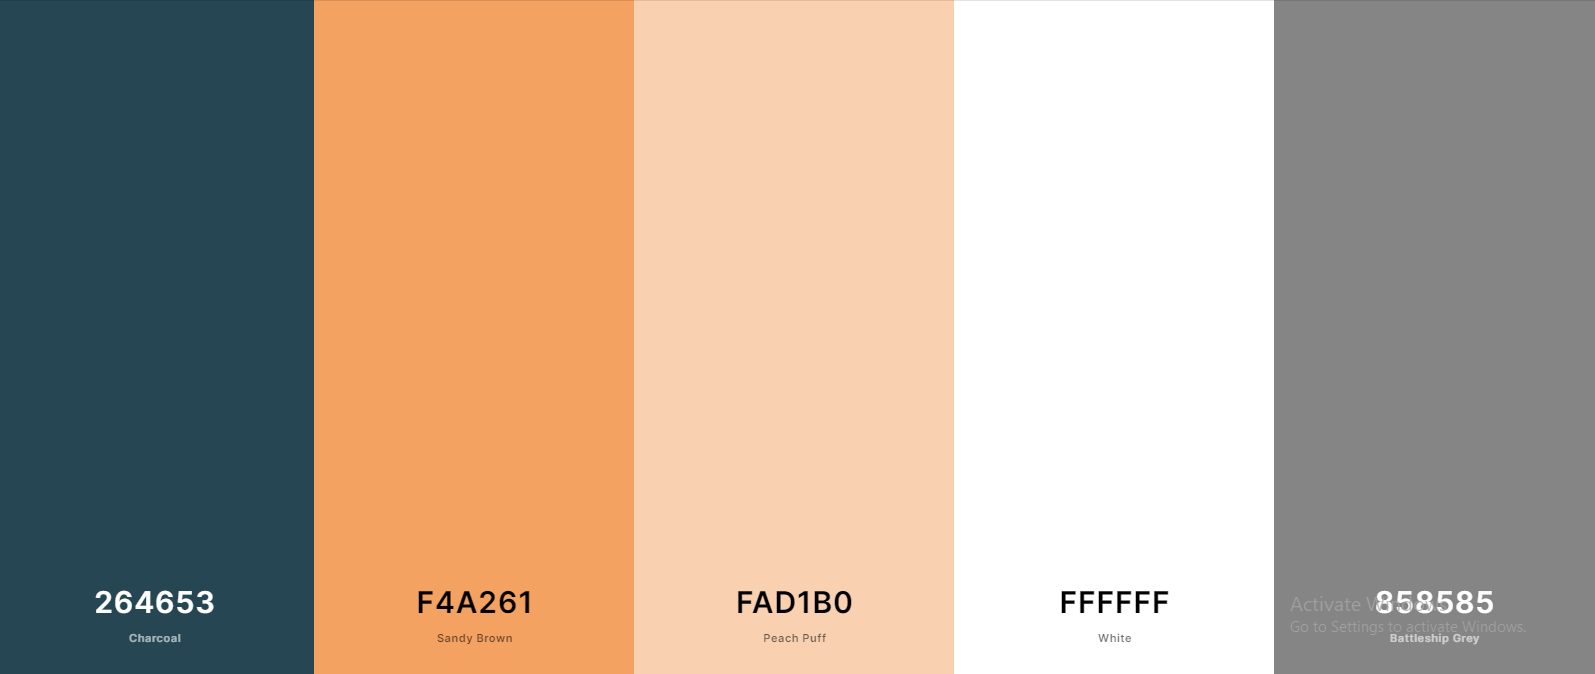 264653
Charcoal
F4A261
Sandy Brown
FAD1B0
Peach Puff
FFFFFF
White
858585
Battleship Grey
Activate Windows
Go to Settings to activate Windows.